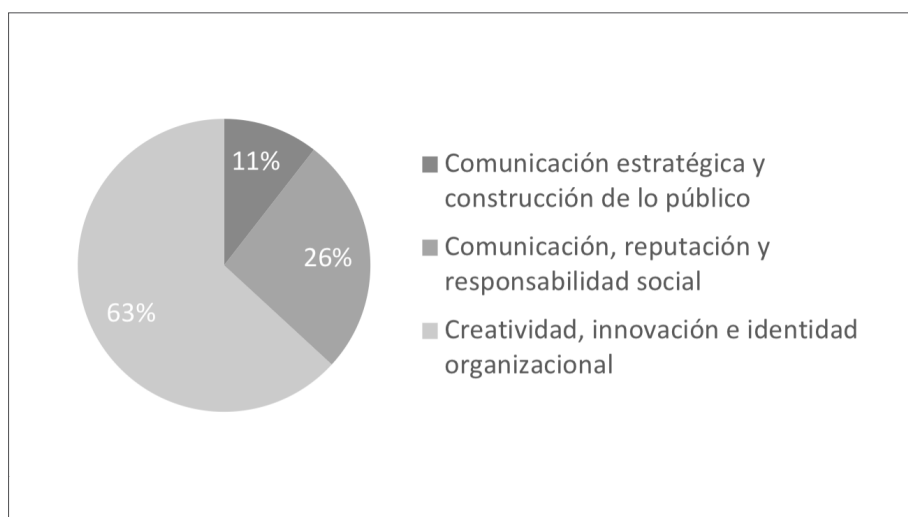 11%
26%
63%
Comunicación estratégica y
construcción de lo público
Comunicación, reputación y
responsabilidad social
Creatividad, innovación e identidad
organizacional